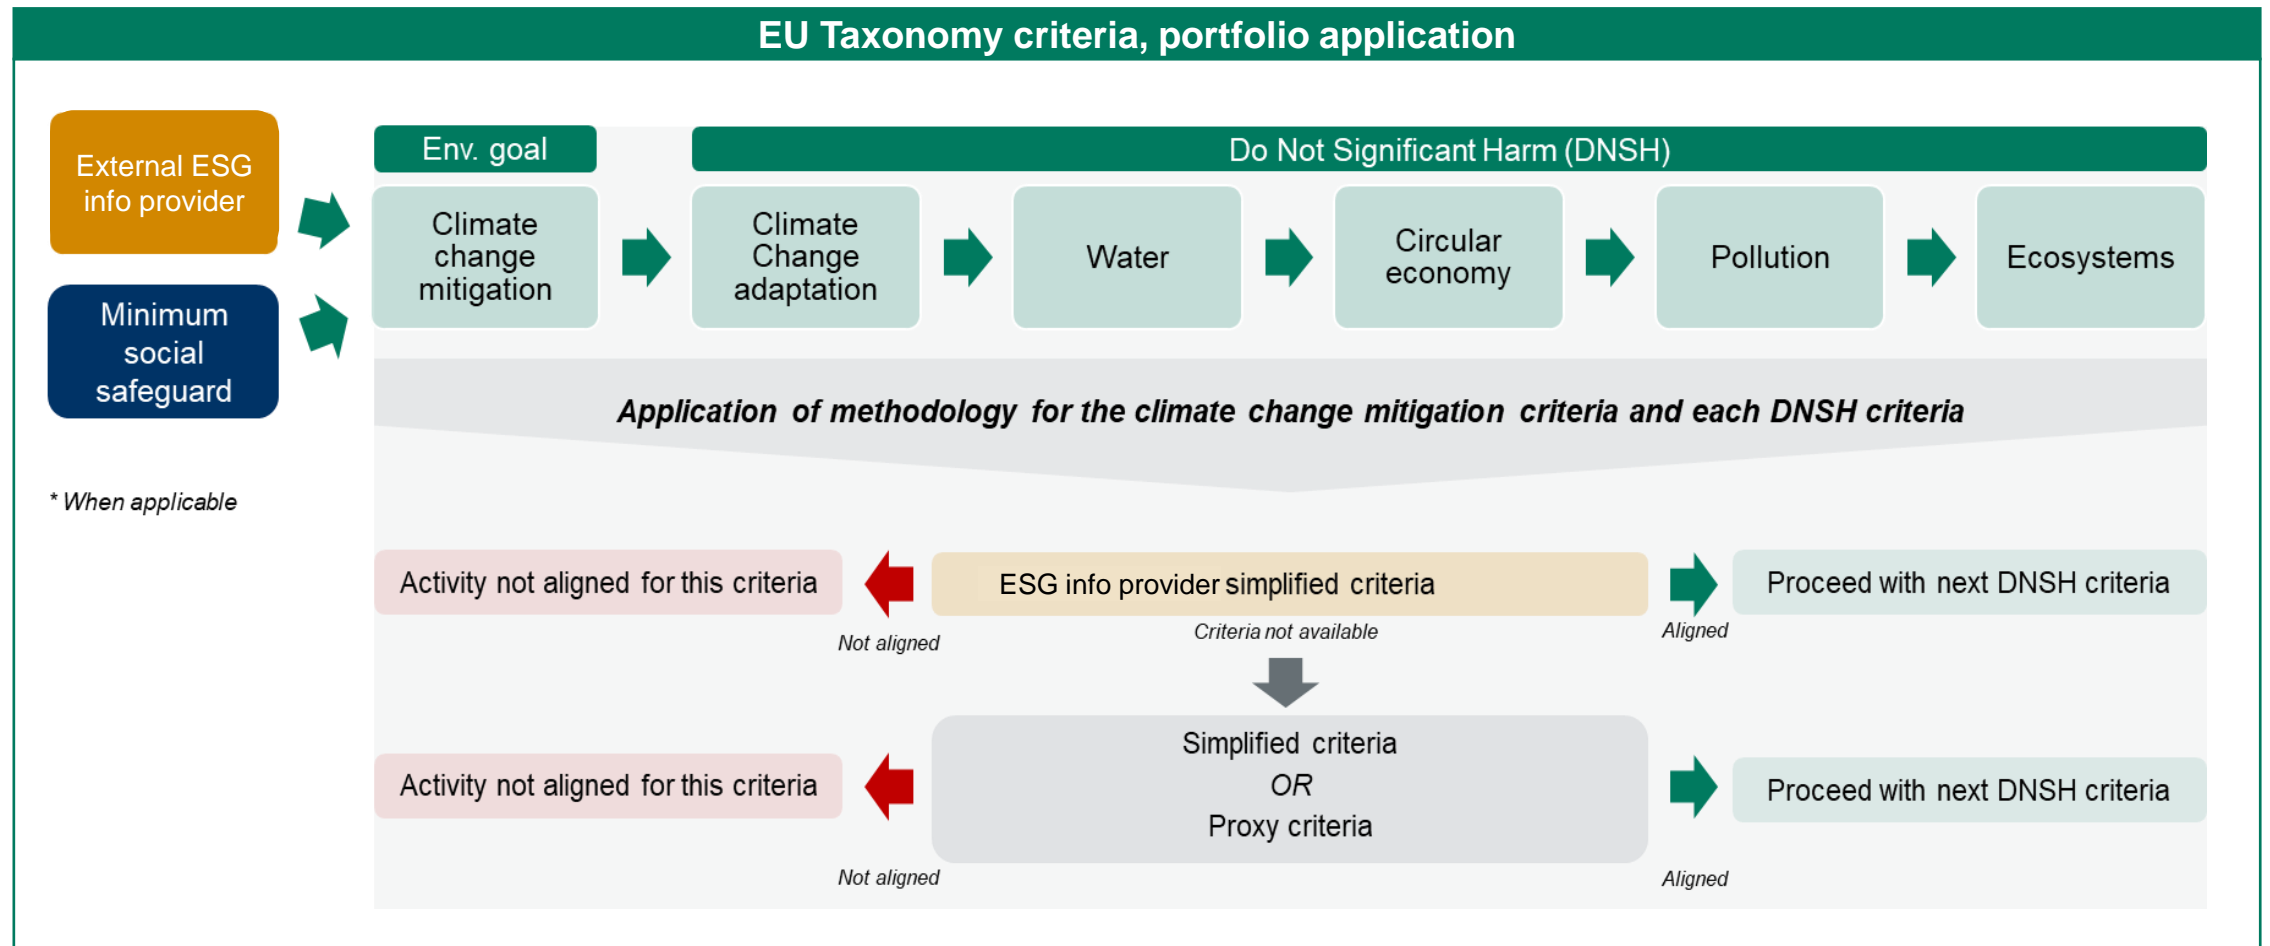 EU Taxonomy criteria, portfolio application
External ESG
info provider
Minimum
social
safeguard
* When applicable
Env. goal
Do Not Significant Harm (DNSH)
Climate
change
mitigation
Climate
Change
adaptation
Water
Circular
economy
Pollution
Ecosystems
Application of methodology for the climate change mitigation criteria and each DNSH criteria
Activity not aligned for this criteria
Not aligned
ESG info provider simplified criteria
Criteria not available
Aligned
Proceed with next DNSH criteria
Activity not aligned for this criteria
Not aligned
Simplified criteria
OR
Proxy criteria
Aligned
Proceed with next DNSH criteria